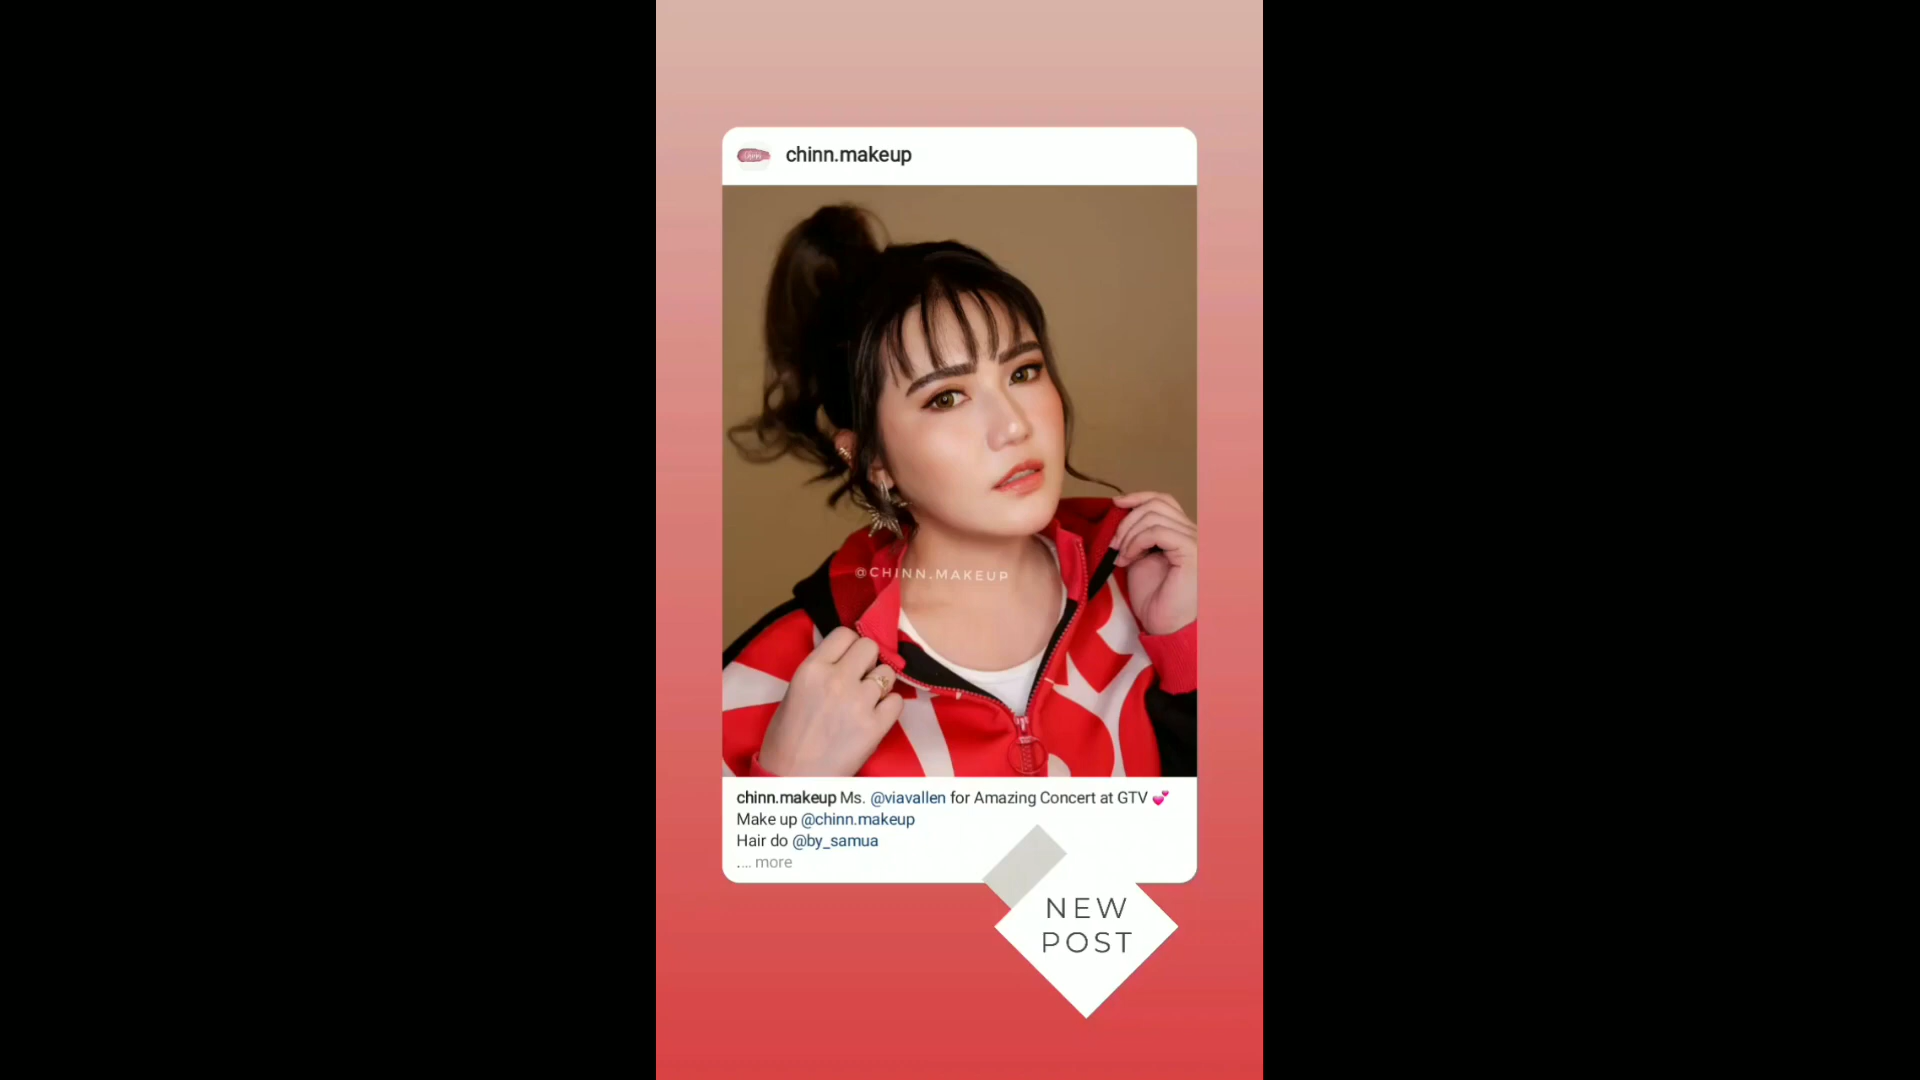 chinn.makeup
@CHINN.MAKEUP
chinn.makeup Ms. @viavallen for Amazing Concert at GTV 💕
Make up @chinn.makeup
Hair do @by_samua
.... more
NEW
POST